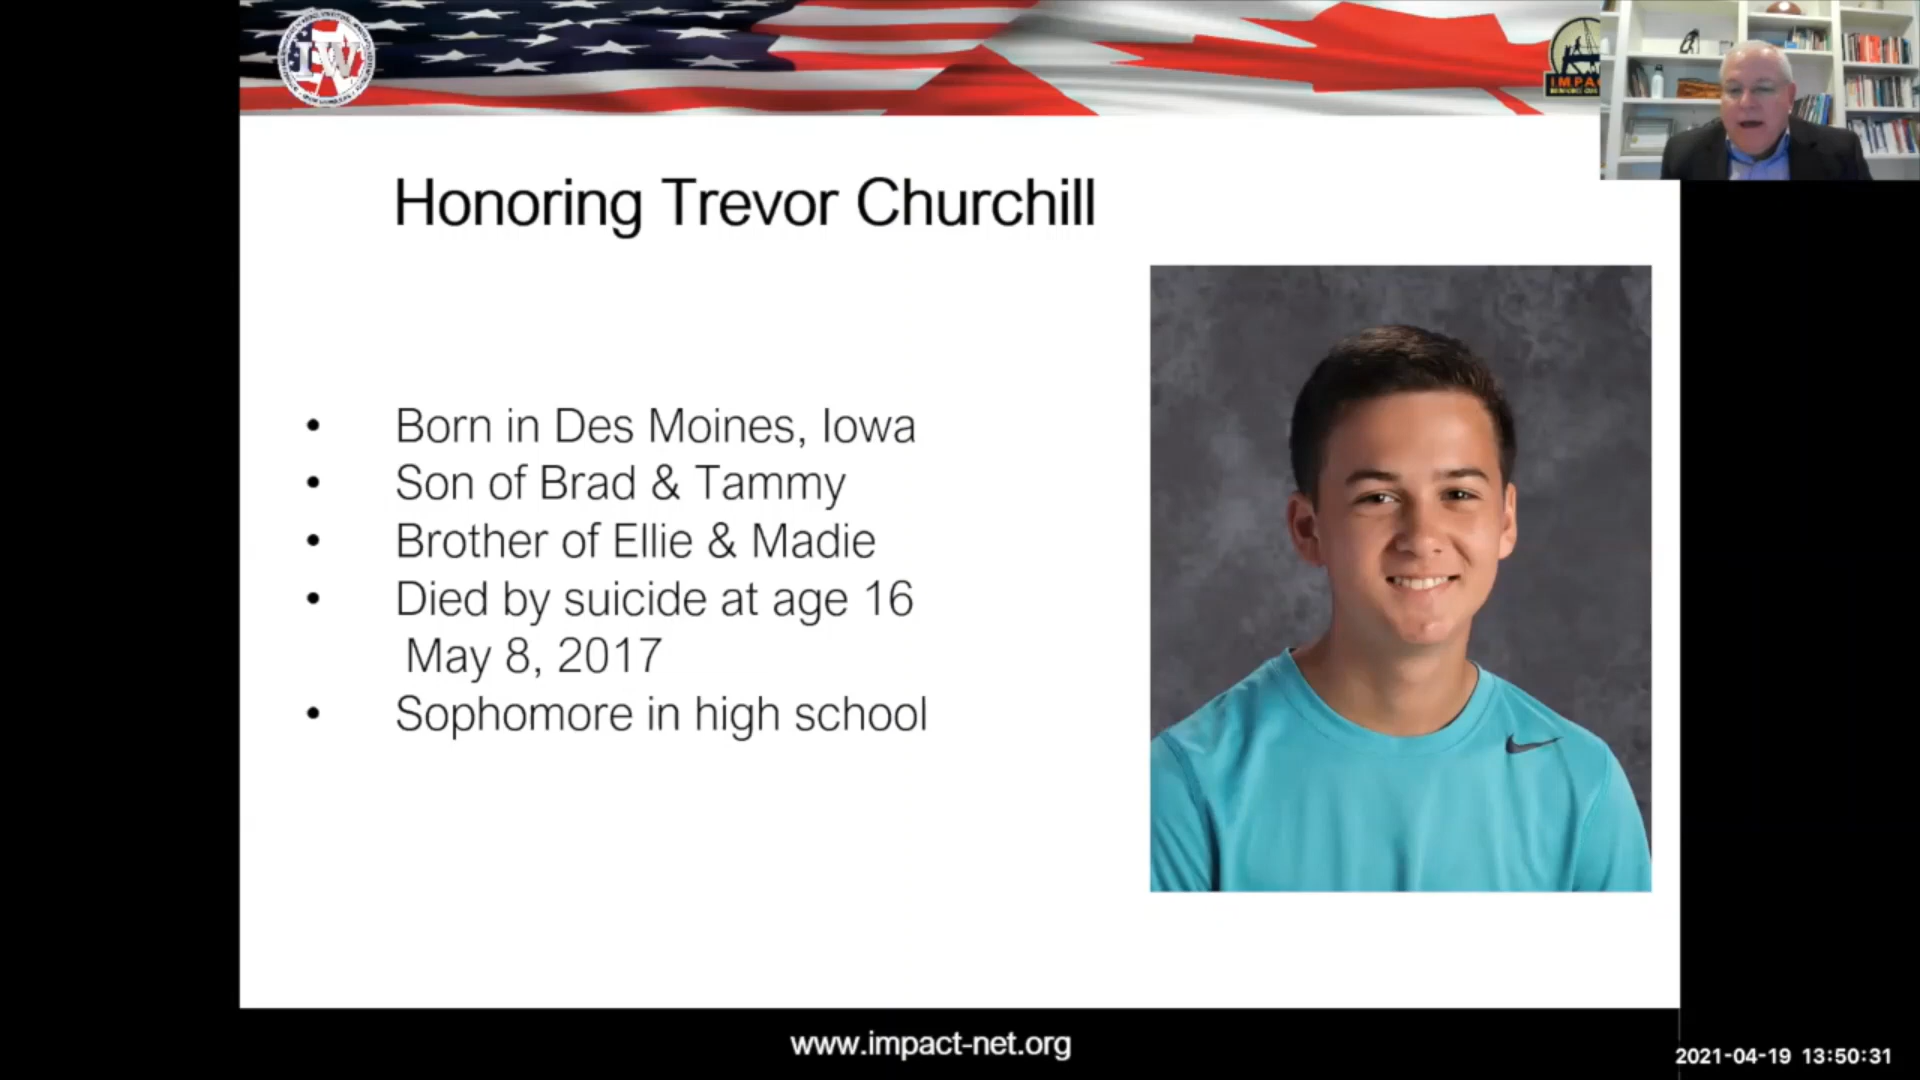 IW
IMPAC
Honoring Trevor Churchill
• Born in Des Moines, Iowa
• Son of Brad & Tammy
• Brother of Ellie & Madie
• Died by suicide at age 16
May 8, 2017
• Sophomore in high school
www.impact-net.org
2021-04-19 13:50:31